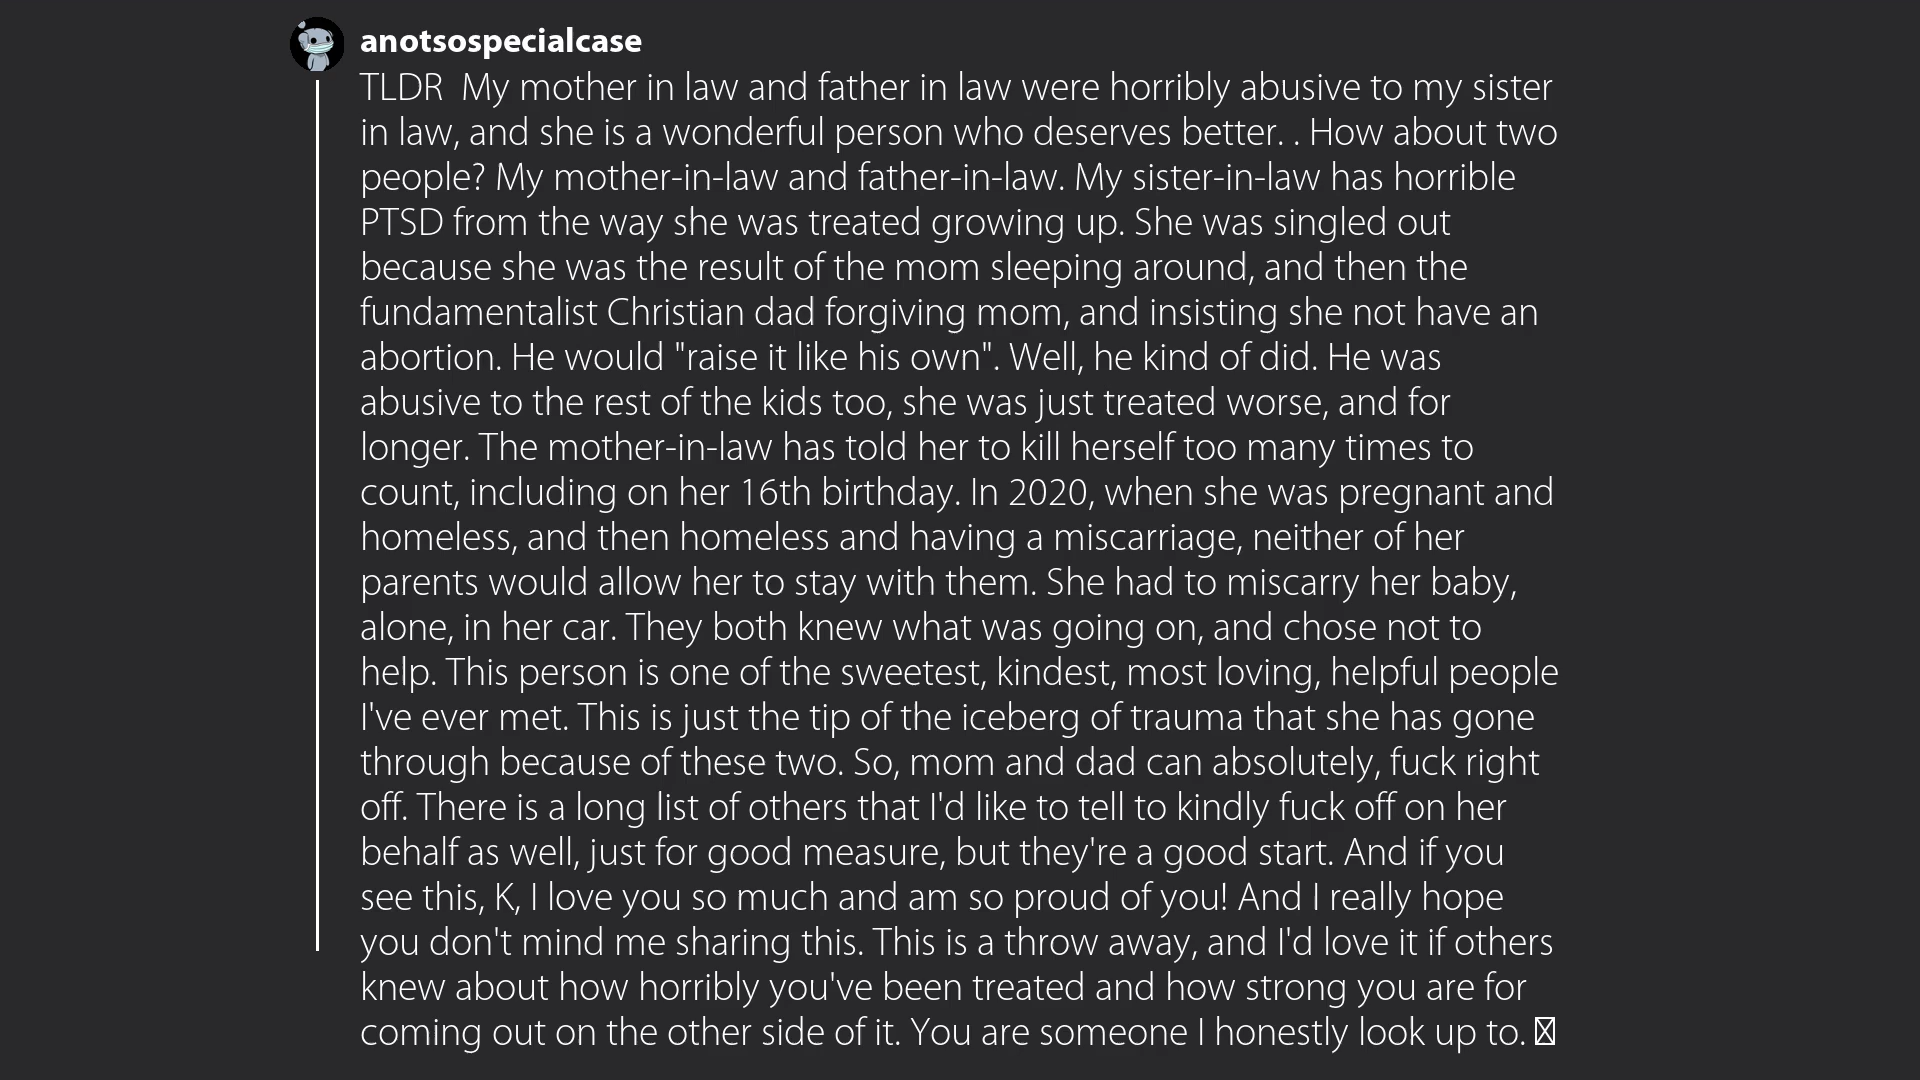 anotsospecialcase
TLDR  My mother in law and father in law were horribly abusive to my sister
in law, and she is a wonderful person who deserves better. . How about two
people? My mother-in-law and father-in-law. My sister-in-law has horrible
PTSD from the way she was treated growing up. She was singled out
because she was the result of the mom sleeping around, and then the
fundamentalist Christian dad forgiving mom, and insisting she not have an
abortion. He would "raise it like his own". Well, he kind of did. He was
abusive to the rest of the kids too, she was just treated worse, and for
longer. The mother-in-law has told her to kill herself too many times to
count, including on her 16th birthday. In 2020, when she was pregnant and
homeless, and then homeless and having a miscarriage, neither of her
parents would allow her to stay with them. She had to miscarry her baby,
alone, in her car. They both knew what was going on, and chose not to
help. This person is one of the sweetest, kindest, most loving, helpful people
I've ever met. This is just the tip of the iceberg of trauma that she has gone
through because of these two. So, mom and dad can absolutely, fuck right
off. There is a long list of others that I'd like to tell to kindly fuck off on her
behalf as well, just for good measure, but they're a good start. And if you
see this, K, I love you so much and am so proud of you! And I really hope
you don't mind me sharing this. This is a throw away, and I'd love it if others
knew about how horribly you've been treated and how strong you are for
coming out on the other side of it. You are someone I honestly look up to.